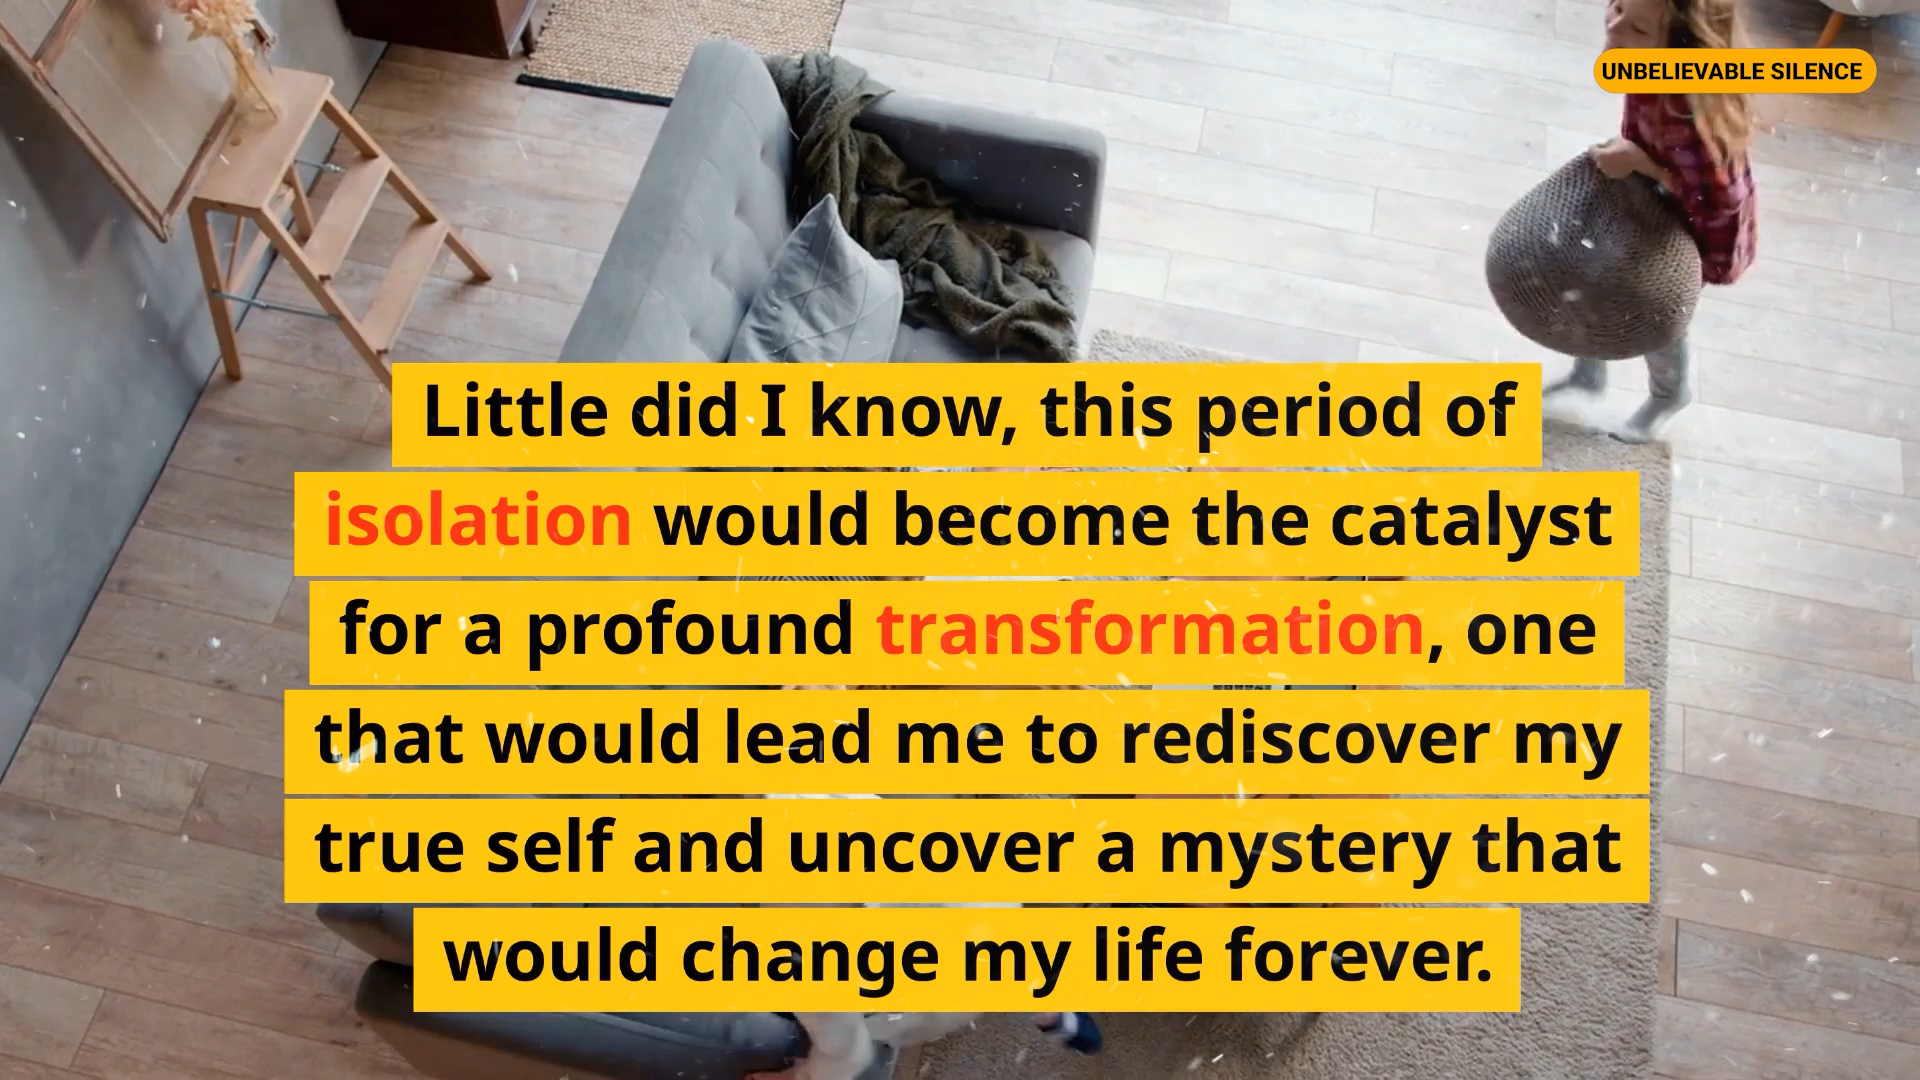 UNBELIEVABLE SILENCE
Little did I know, this period of
isolation would become the catalyst
for a profound transformation, one
that would lead me to rediscover my
true self and uncover a mystery that
would change my life forever.